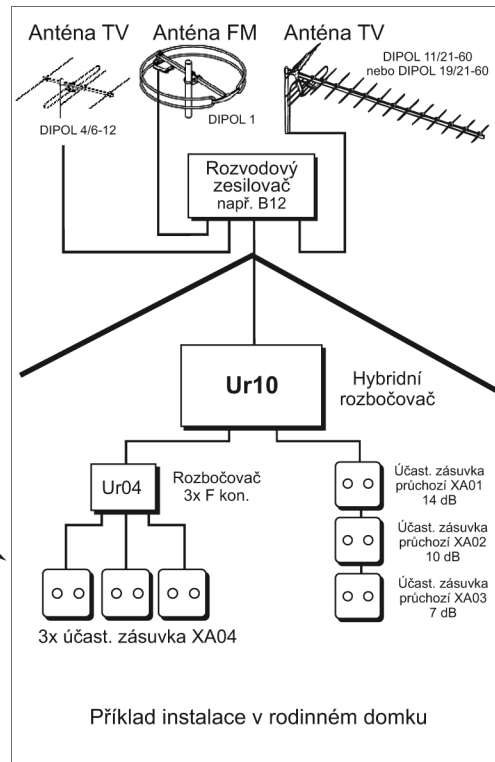 Anténa TV
Anténa FM
Anténa TV
DIPOL 4/6-12
DIPOL 1
DIPOL 11/21-60
nebo DIPOL 19/21-60
Rozvodový
zesilovač
např. B12
Ur10
Hybridní
rozbočovač
Ur04
Rozbočovač
3x F kon.
Účast. zásuvka
průchozí XA01
14 dB
Účast. zásuvka
průchozí XA02
10 dB
Účast. zásuvka
průchozí XA03
7 dB
3x účast. zásuvka XA04
Příklad instalace v rodinném domku